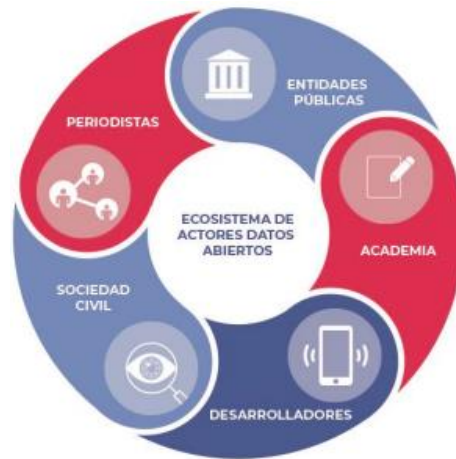 ENTIDADES
PÚBLICAS
PERIODISTAS
ECOSISTEMA DE
ACTORES DATOS
ABIERTOS
ACADEMIA
SOCIEDAD
CIVIL
DESARROLLADORES